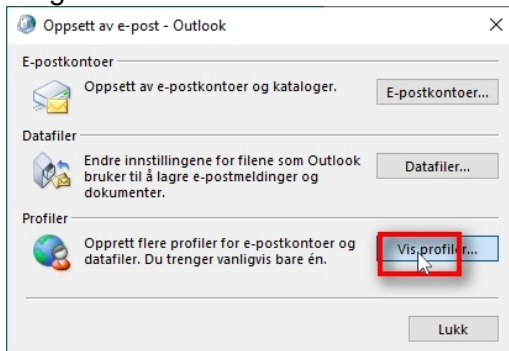 Oppsett av e-post - Outlook
E-postkontoer
Oppsett av e-postkontoer og kataloger.
E-postkontoer...
Datafiler
Endre innstillingene for filene som Outlook
bruker til å lagre e-postmeldinger og
dokumenter.
Datafiler...
Profiler
Opprett flere profiler for e-postkontoer og
datafiler. Du trenger vanligvis bare én.
Vis profiler...
Lukk